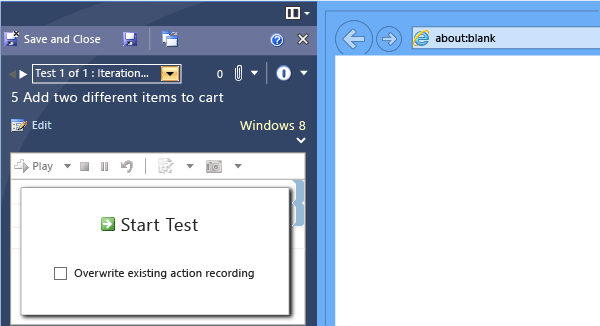 Save and Close
about:blank
Test 1 of 1 : Iteration...
0
5 Add two different items to cart
Edit
Windows 8
Play
Start Test
Overwrite existing action recording